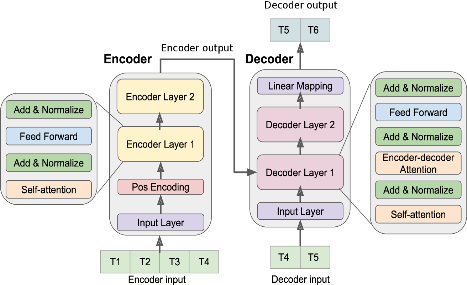 Decoder output
T5 T6
Encoder Encoder output Decoder
Add & Normalize
Feed Forward
Add & Normalize
Self-attention
Encoder Layer 2
Encoder Layer 1
Pos Encoding
Input Layer
T1 T2 T3 T4
Encoder input
Linear Mapping
Decoder Layer 2
Decoder Layer 1
Input Layer
T4 T5
Decoder input
Add & Normalize
Feed Forward
Add & Normalize
Encoder-decoder
Attention
Add & Normalize
Self-attention